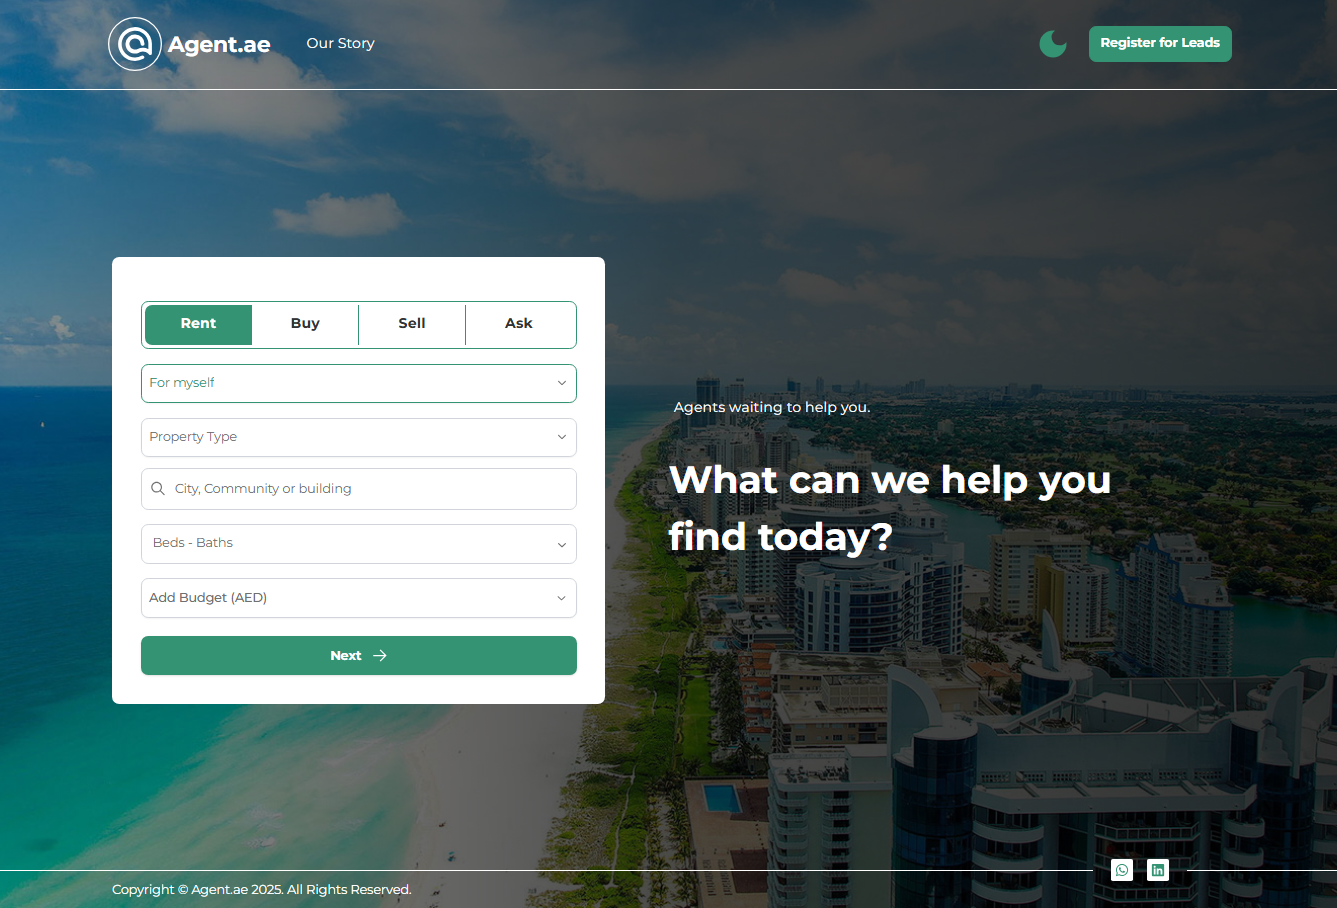 Agent.ae
Our Story
Register for Leads
Rent
Buy
Sell
Ask
For myself
Property Type
City, Community or building
Beds - Baths
Add Budget (AED)
Next
Agents waiting to help you.
What can we help you
find today?
Copyright © Agent.ae 2025. All Rights Reserved.